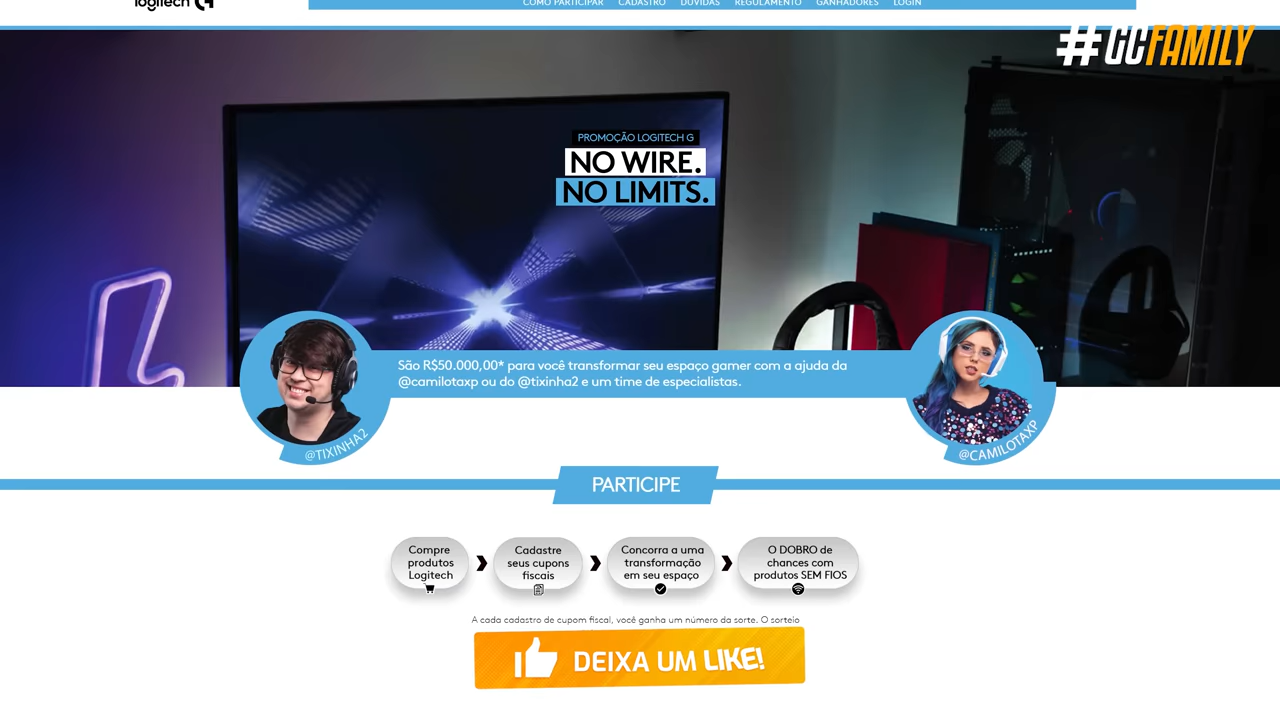 logitech G
COMO PARTICIPAR CADASTRO DÚVIDAS REGULAMENTO GANHADORES LOGIN
#GCFAMILY
PROMOÇÃO LOGITECH G
NO WIRE.
NO LIMITS.
São R$50.000,00* para você transformar seu espaço gamer com a ajuda da
@camilotaxp ou do @tixinha2 e um time de especialistas.
@TIXINHA2
@CAMILOTAXP
PARTICIPE
Compre
produtos
Logitech
Cadastre
seus cupons
fiscais
Concorra a uma
transformação
em seu espaço
O DOBRO de
chances com
produtos SEM FIOS
A cada cadastro de cupom fiscal, você ganha um número da sorte. O sorteio
DEIXA UM LIKE!